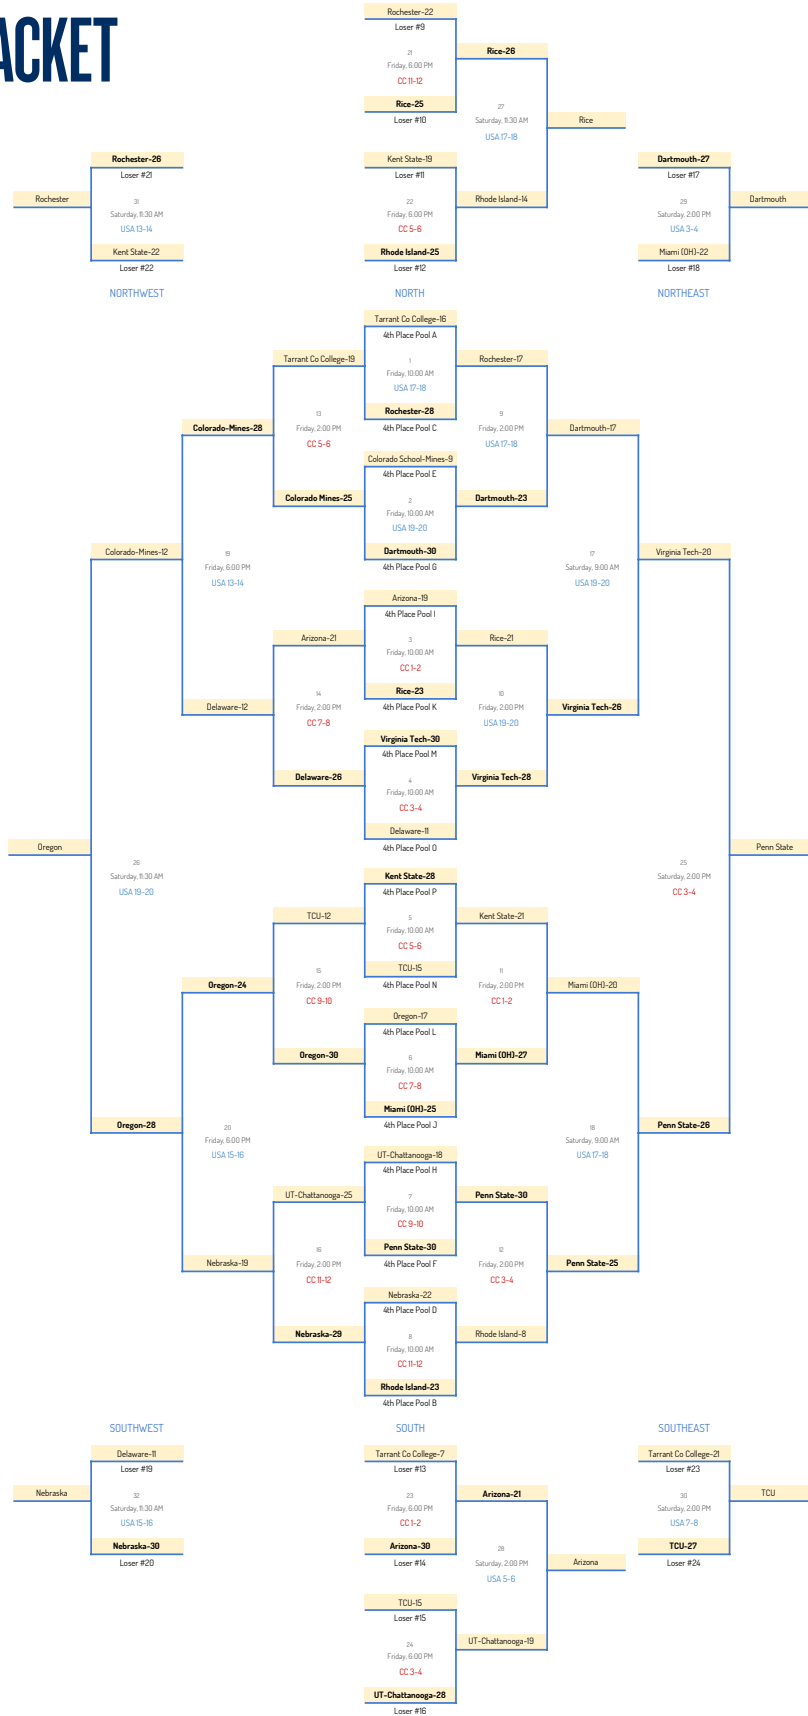 ACKET
Rochester-22
Loser #9
21
Friday, 6:00 PM
CC 11-12
Rice-25
Loser #10
Rice-26
27
Saturday, 11:30 AM
USA 17-18
Rice
Kent State-19
Loser #11
22
Friday, 6:00 PM
CC 5-6
Rhode Island-25
Loser #12
Rhode Island-14
Rochester-26
Loser #21
Rochester
31
Saturday, 11:30 AM
USA 13-14
Kent State-22
Loser #22
Dartmouth-27
Loser #17
Dartmouth
29
Saturday, 2:00 PM
USA 3-4
Miami (OH)-22
Loser #18
NORTHWEST
NORTH
NORTHEAST
Tarrant Co College-16
4th Place Pool A
1
Friday, 10:00 AM
USA 17-18
Rochester-28
4th Place Pool C
Tarrant Co College-19
Rochester-17
13
Friday, 2:00 PM
CC 5-6
9
Friday, 2:00 PM
USA 17-18
Colorado-Mines-28
Dartmouth-17
Colorado School-Mines-9
4th Place Pool E
2
Friday, 10:00 AM
USA 19-20
Dartmouth-30
4th Place Pool G
Colorado Mines-25
Dartmouth-23
Colorado-Mines-12
19
Friday, 6:00 PM
USA 13-14
17
Saturday, 9:00 AM
USA 19-20
Virginia Tech-20
Arizona-19
4th Place Pool I
3
Friday, 10:00 AM
CC 1-2
Rice-23
4th Place Pool K
Arizona-21
Rice-21
14
Friday, 2:00 PM
CC 7-8
10
Friday, 2:00 PM
USA 19-20
Delaware-12
Virginia Tech-26
Virginia Tech-30
4th Place Pool M
4
Friday, 10:00 AM
CC 3-4
Delaware-11
4th Place Pool O
Delaware-26
Virginia Tech-28
Oregon
26
Saturday, 11:30 AM
USA 19-20
25
Saturday, 2:00 PM
CC 3-4
Penn State
Kent State-28
4th Place Pool P
5
Friday, 10:00 AM
CC 5-6
TCU-15
4th Place Pool N
TCU-12
Kent State-21
15
Friday, 2:00 PM
CC 9-10
11
Friday, 2:00 PM
CC 1-2
Oregon-24
Miami (OH)-20
Oregon-17
4th Place Pool L
6
Friday, 10:00 AM
CC 7-8
Miami (OH)-25
4th Place Pool J
Oregon-30
Miami (OH)-27
Oregon-28
20
Friday, 6:00 PM
USA 15-16
18
Saturday, 9:00 AM
USA 17-18
Penn State-26
UT-Chattanooga-18
4th Place Pool H
7
Friday, 10:00 AM
CC 9-10
Penn State-30
4th Place Pool F
UT-Chattanooga-25
Penn State-30
16
Friday, 2:00 PM
CC 11-12
12
Friday, 2:00 PM
CC 3-4
Nebraska-19
Penn State-25
Nebraska-22
4th Place Pool D
8
Friday, 10:00 AM
CC 11-12
Rhode Island-23
4th Place Pool B
Nebraska-29
Rhode Island-8
SOUTHWEST
SOUTH
SOUTHEAST
Delaware-11
Loser #19
Nebraska
32
Saturday, 11:30 AM
USA 15-16
Nebraska-30
Loser #20
Tarrant Co College-7
Loser #13
23
Friday, 6:00 PM
CC 1-2
Arizona-30
Loser #14
Arizona-21
28
Saturday, 2:00 PM
USA 5-6
Arizona
Tarrant Co College-21
Loser #23
30
Saturday, 2:00 PM
USA 7-8
TCU-27
Loser #24
TCU
TCU-15
Loser #15
24
Friday, 6:00 PM
CC 3-4
UT-Chattanooga-28
Loser #16
UT-Chattanooga-19